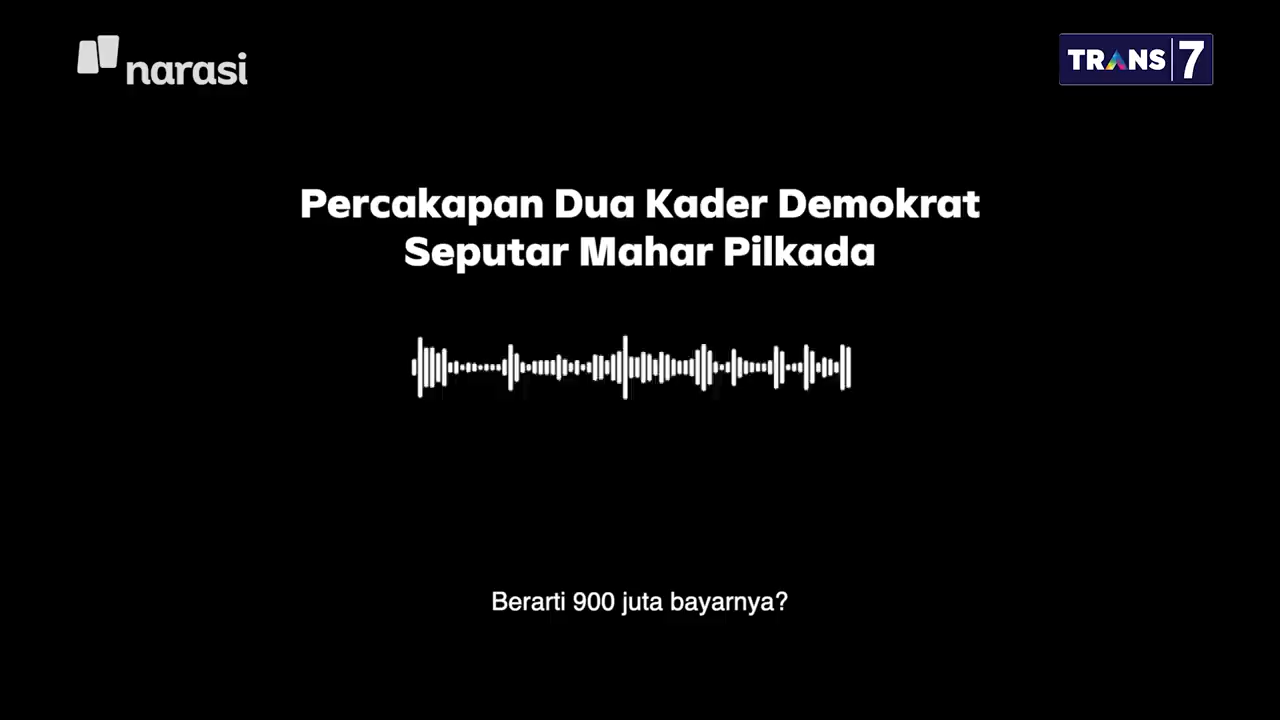 narasi
TRANS 7
Percakapan Dua Kader Demokrat
Seputar Mahar Pilkada
Berarti 900 juta bayarnya?